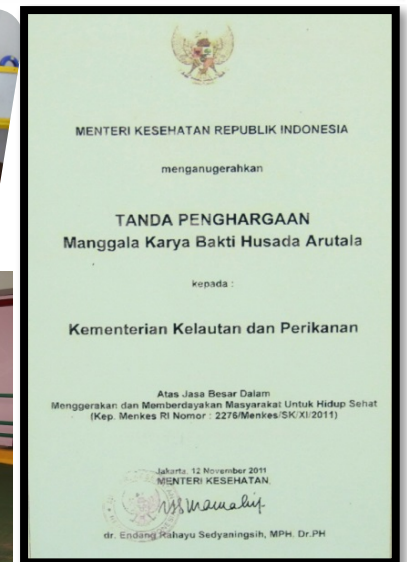 MENTERI KESEHATAN REPUBLIK INDONESIA
menganugerahkan
TANDA PENGHARGAAN
Manggala Karya Bakti Husada Arutala
kepada :
Kementerian Kelautan dan Perikanan
Atas Jasa Besar Dalam
Menggerakan dan Memberdayakan Masyarakat Untuk Hidup Sehat
(Kep. Menkes RI Nomor : 2276/Menkes/SK/XI/2011)
Jakarta, 12 November 2011
MENTERI KESEHATAN,
dr. Endang Rahayu Sedyaningsih, MPH. Dr.PH